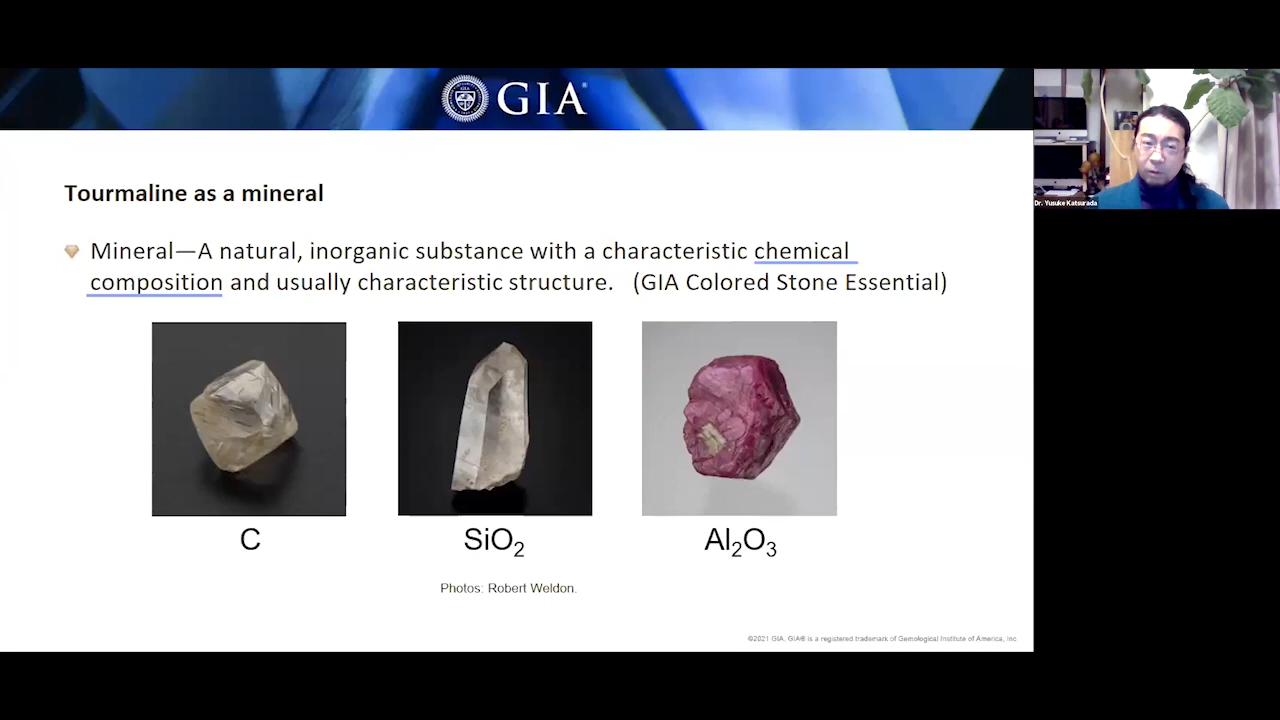 GIA®
Tourmaline as a mineral
Mineral—A natural, inorganic substance with a characteristic chemical
composition and usually characteristic structure. (GIA Colored Stone Essential)
C
SiO₂
Al₂O₃
Photos: Robert Weldon.
©2021 GIA. GIA® is a registered trademark of Gemological Institute of America, Inc
Dr. Yusuke Katsurada